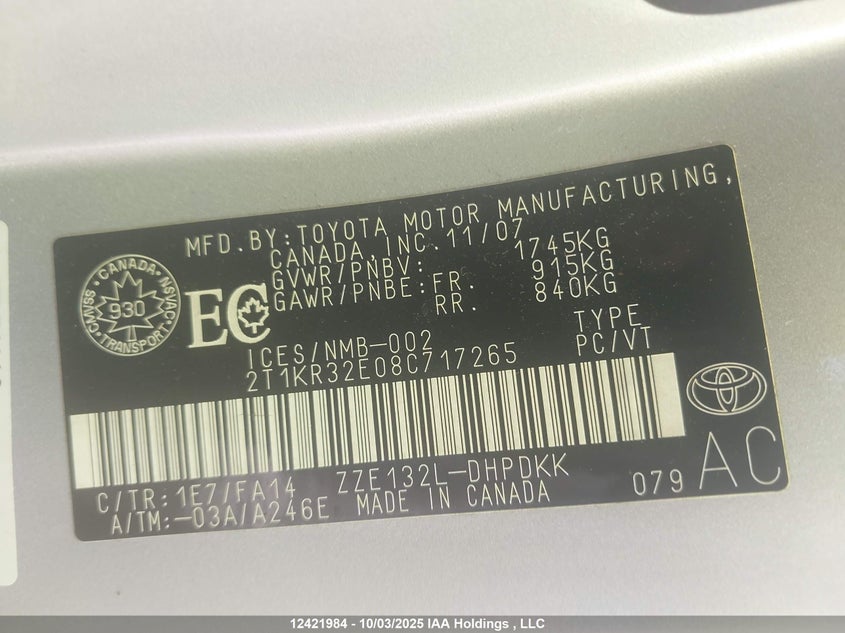 MFD.BY:TOYOTA MOTOR MANUFACTURING,
CANADA,INC.11/07
GVWR/PNBV: 1745KG
GAWR/PNBE:FR. 915KG
RR. 840KG
CANADA
CMVSS 930 NSVAC
TRANSPORT
EC
ICES/NMB-002 TYPE
2T1KR32E08C717265 PC/VT
C/TR:1E7/FA14 ZZE132L-DHPDKK
A/TM:-03A/A246E MADE IN CANADA 079 AC
12421984 - 10/03/2025 IAA Holdings , LLC